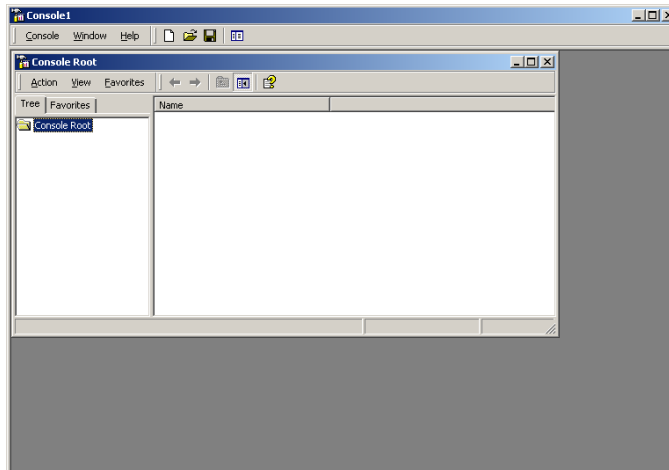 Console1
Console Window Help
Console Root
Action View Favorites
Tree Favorites Name
Console Root